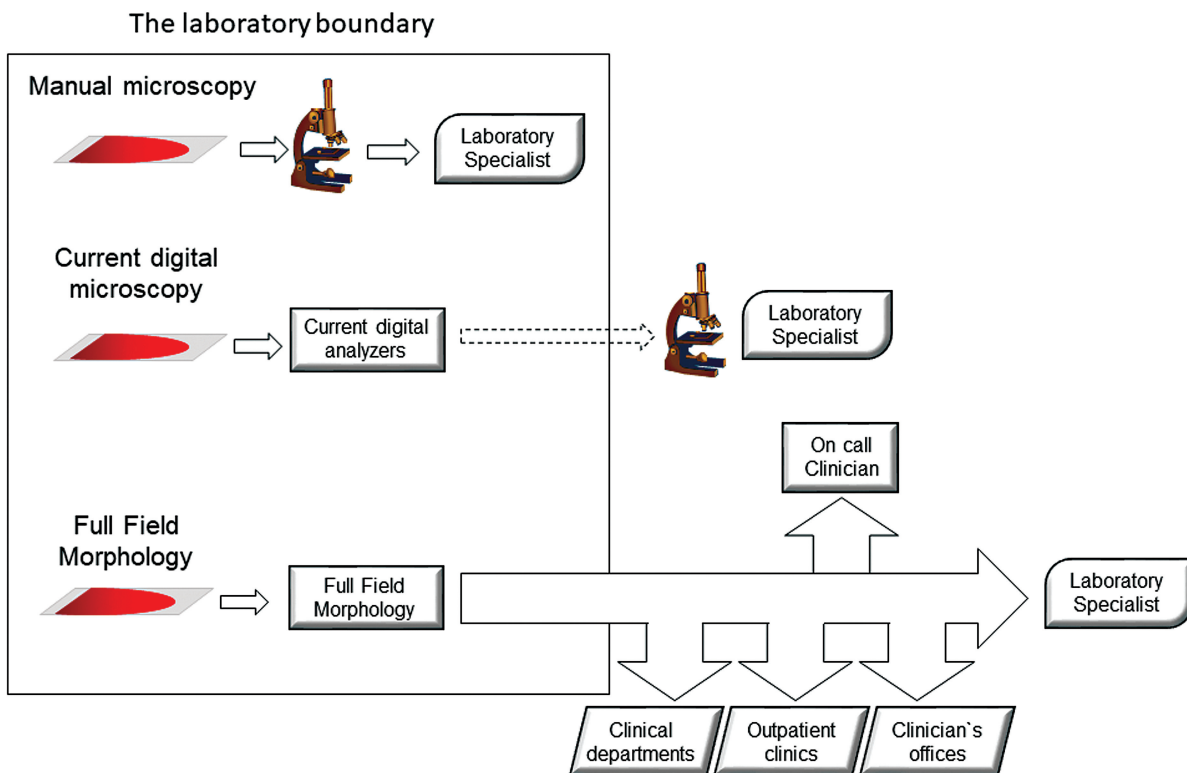 The laboratory boundary
Manual microscopy
Laboratory
Specialist
Current digital
microscopy
Current digital
analyzers
Laboratory
Specialist
On call
Clinician
Full Field
Morphology
Full Field
Morphology
Laboratory
Specialist
Clinical
departments
Outpatient
clinics
Clinician`s
offices